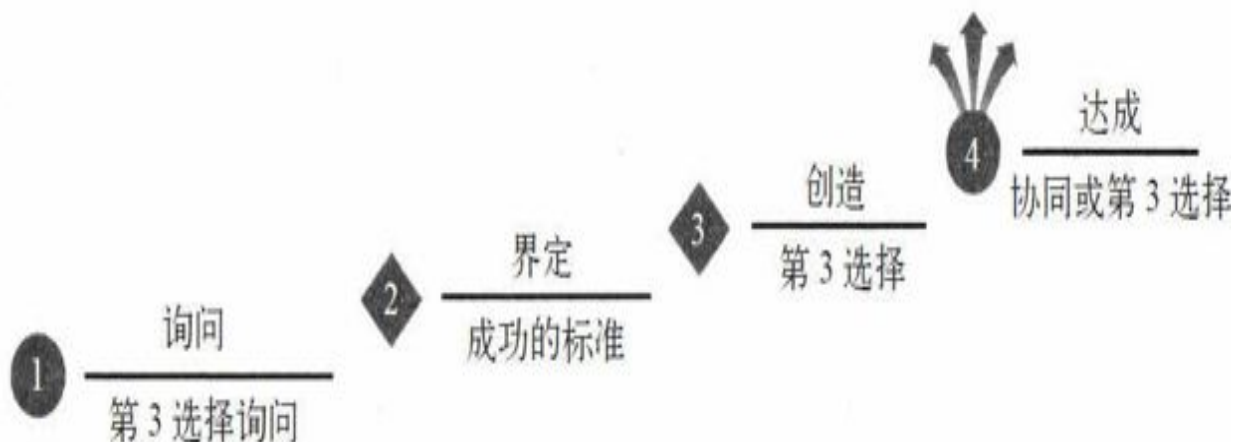 1
询问
第 3 选择询问
2
界定
成功的标准
3
创造
第 3 选择
4
达成
协同或第 3 选择